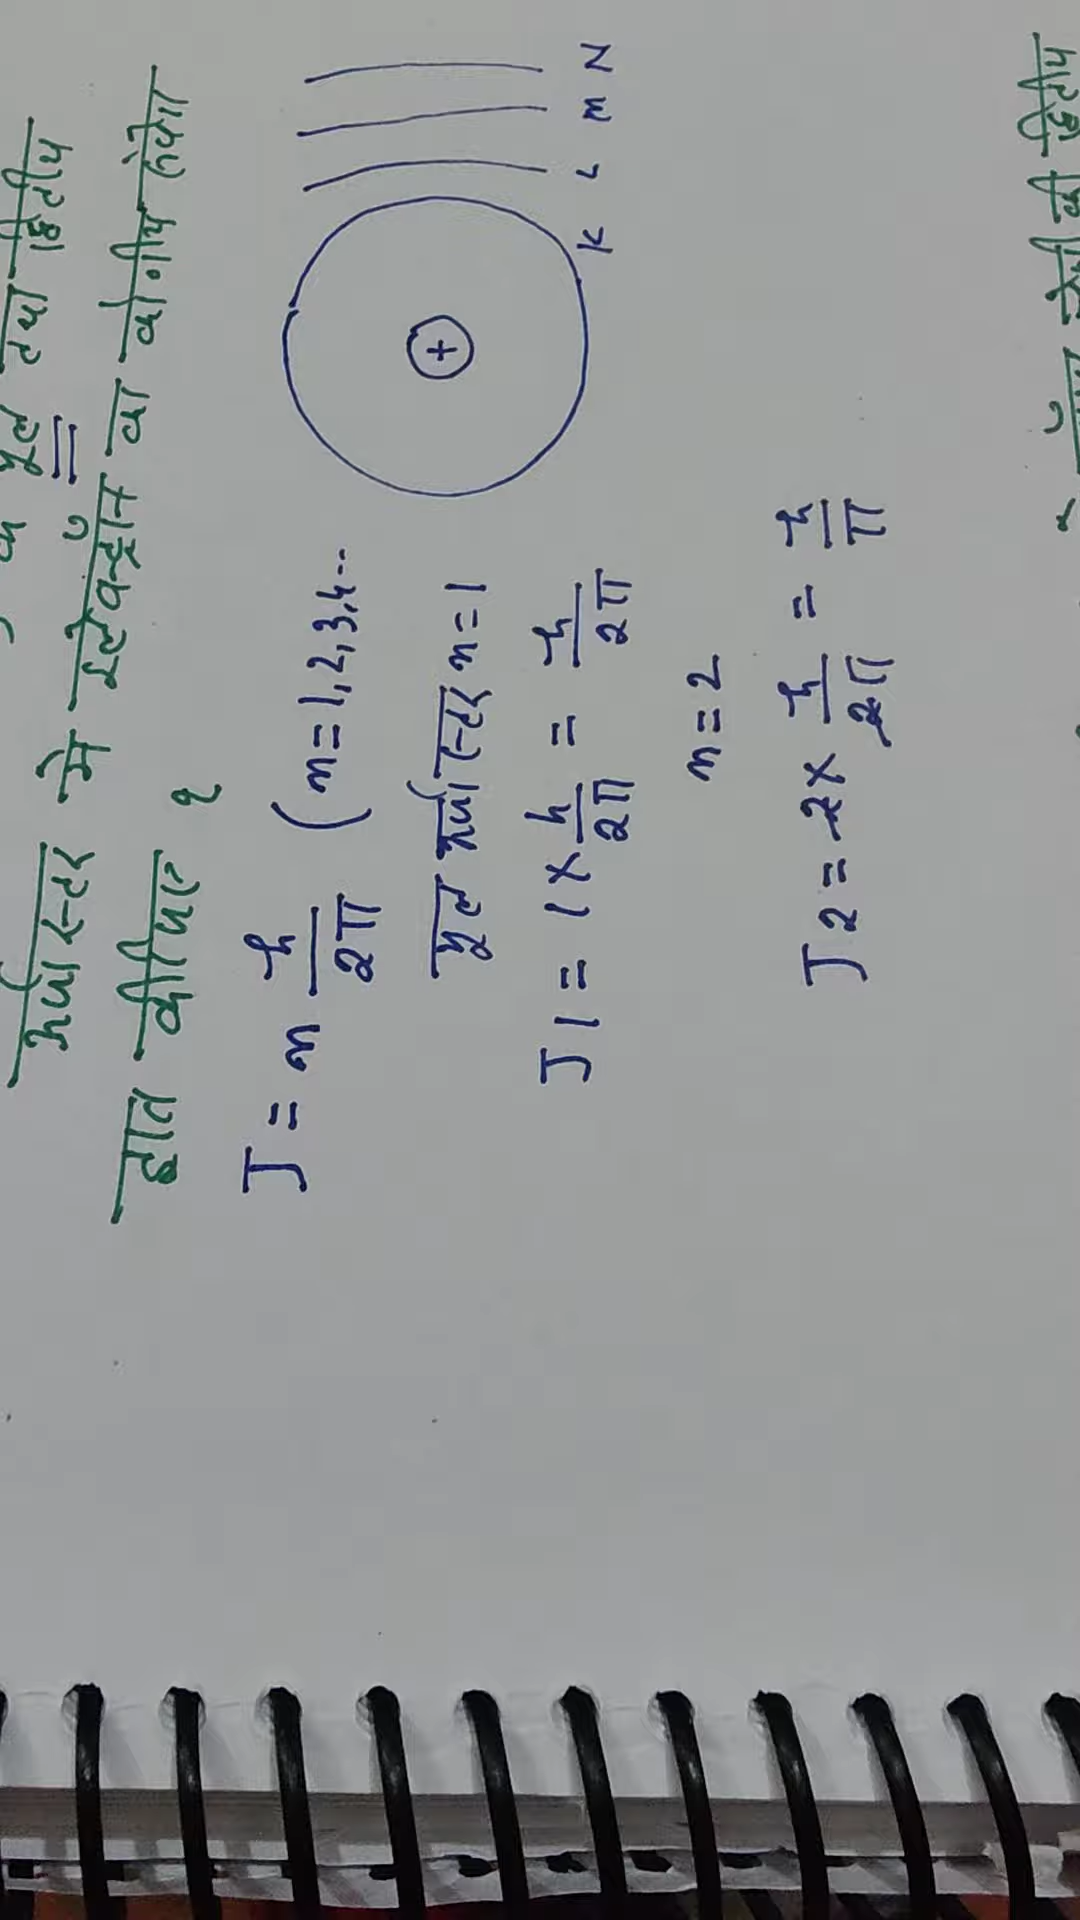 मूल तथा द्वितीय
ऊर्जा स्तर मे इलेक्ट्रॉन का कोणीय संवेग
ज्ञात कीजिए ?
J = n h/2π (n=1,2,3,4--
मूल ऊर्जा स्तर n=1
J1 = 1 × h/2π = h/2π
n=2
J2 = 2 × h/2π = h/π
+
K L M N
द्वितीय